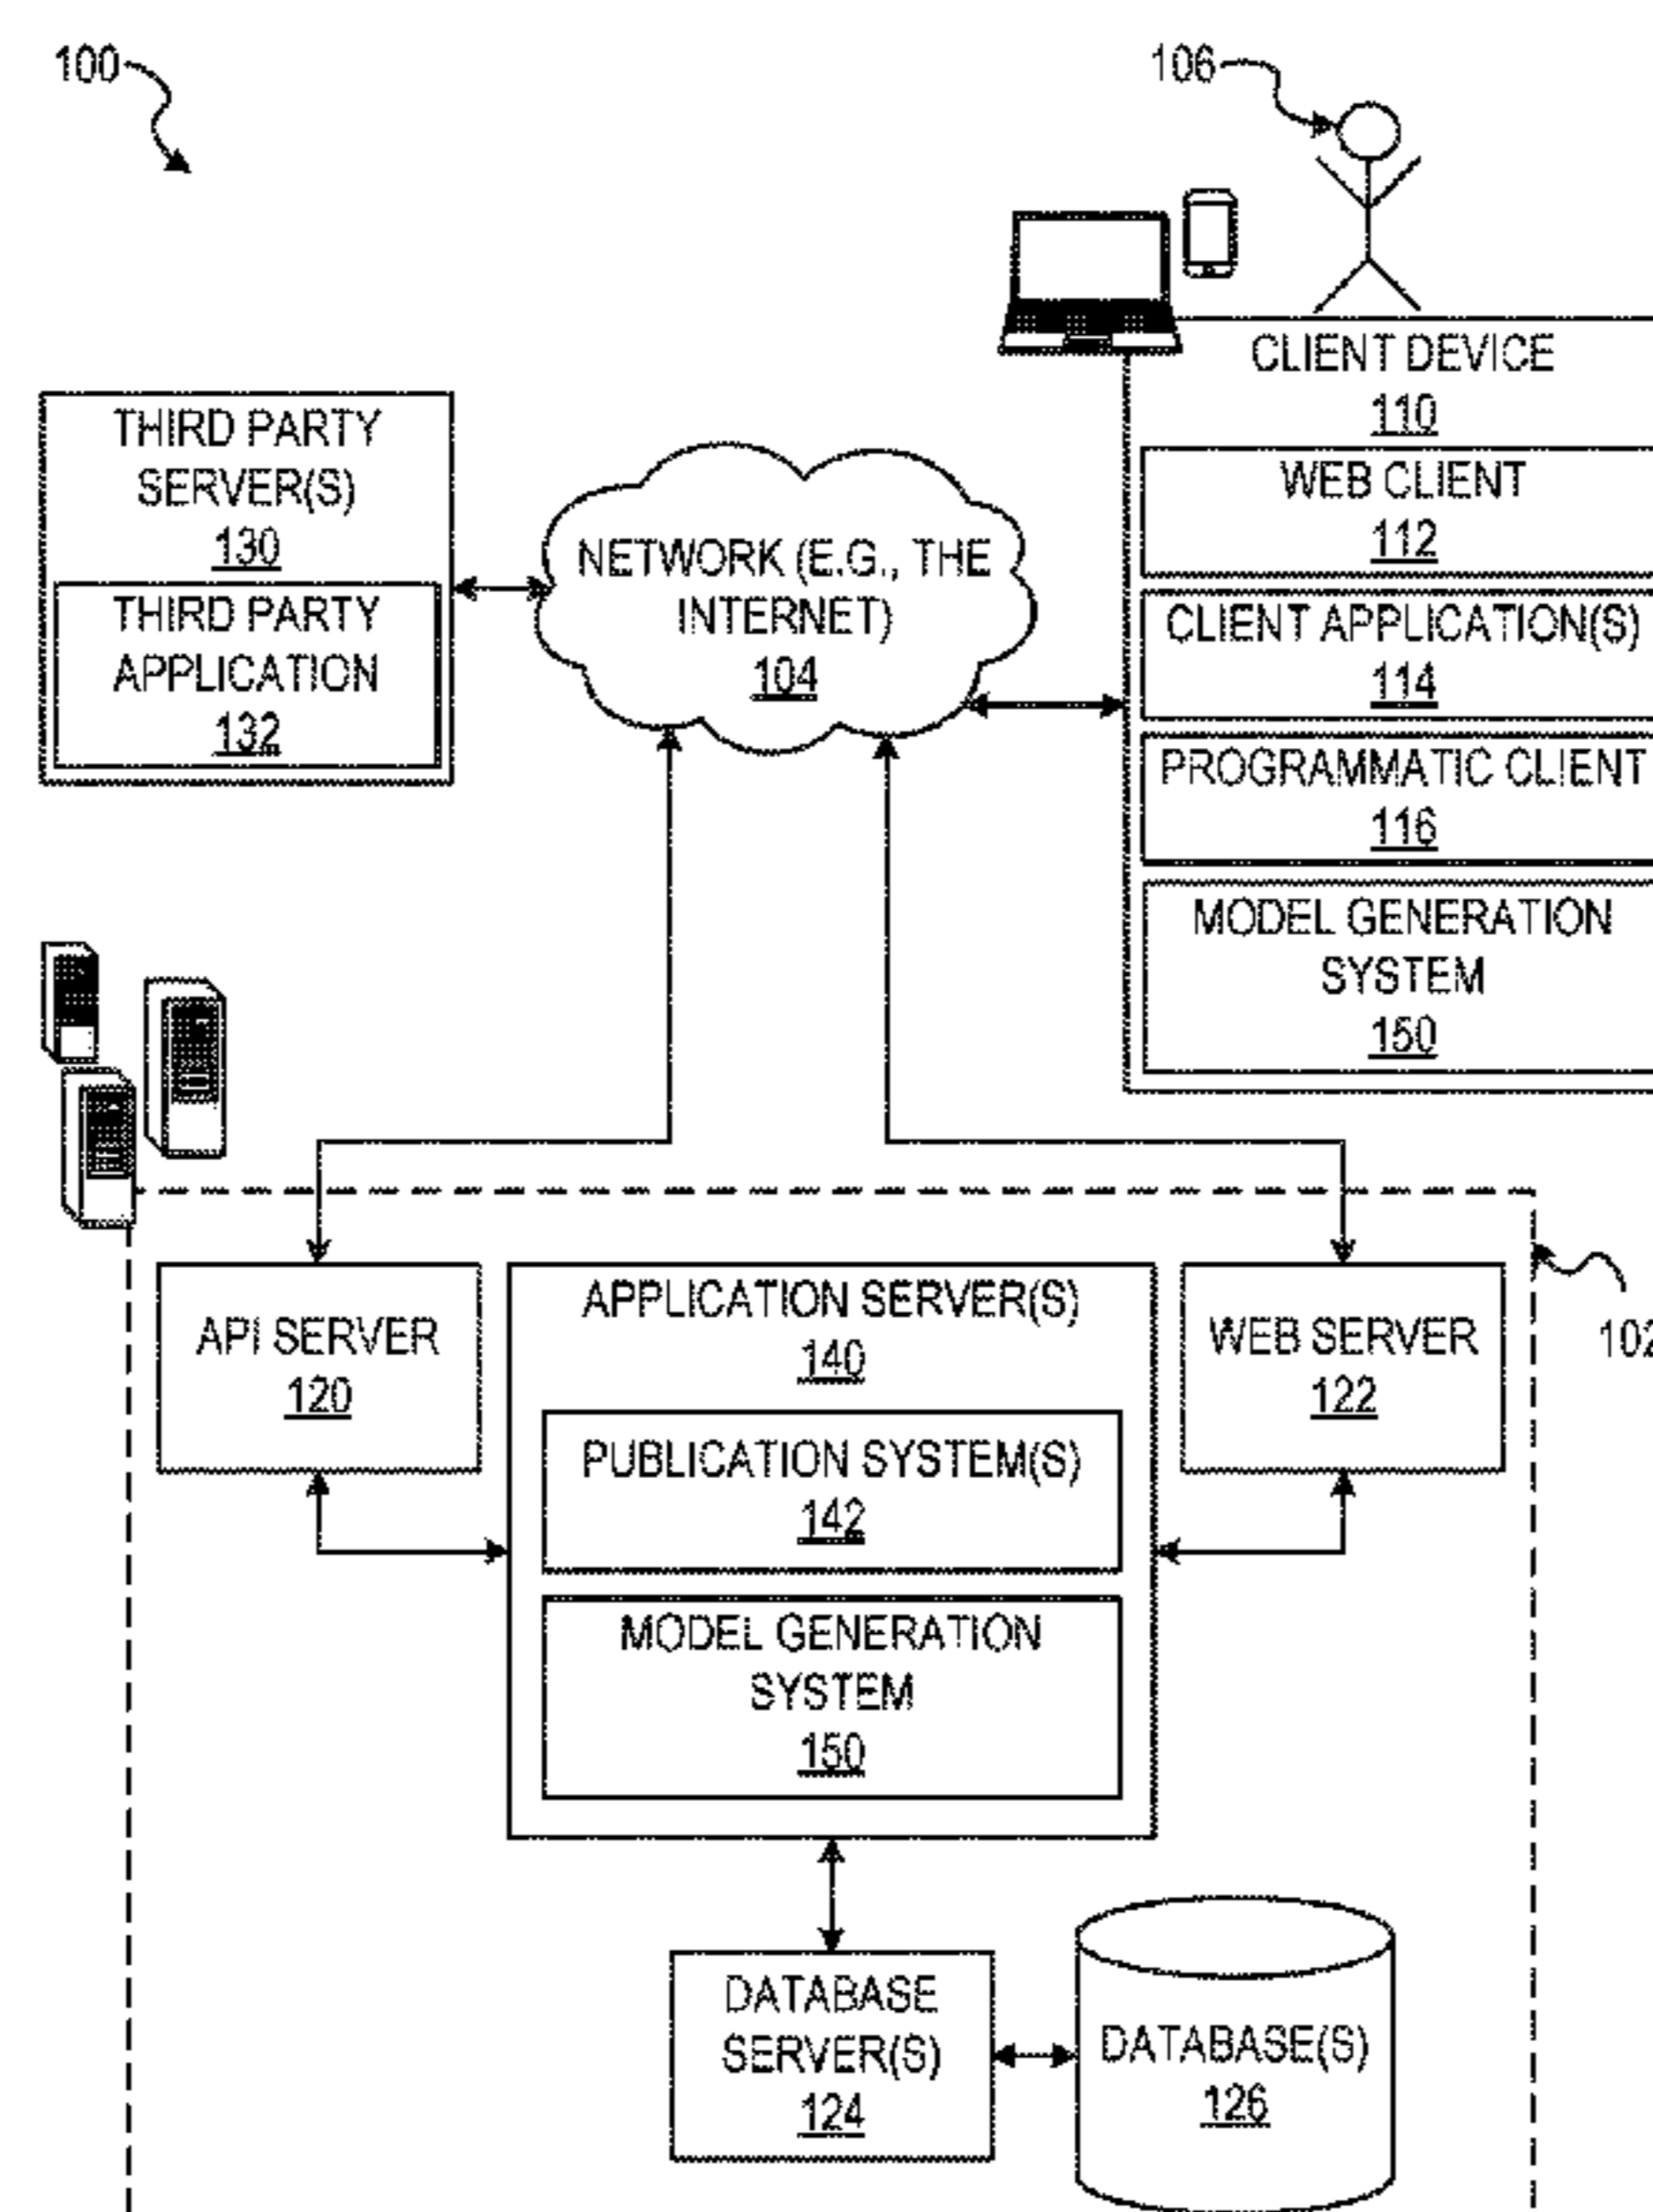 100
106
CLIENT DEVICE
110
WEB CLIENT
112
CLIENT APPLICATION(S)
114
PROGRAMMATIC CLIENT
116
MODEL GENERATION
SYSTEM
150
THIRD PARTY
SERVER(S)
130
THIRD PARTY
APPLICATION
132
NETWORK (E.G., THE
INTERNET)
104
API SERVER
120
APPLICATION SERVER(S)
140
PUBLICATION SYSTEM(S)
142
MODEL GENERATION
SYSTEM
150
WEB SERVER
122
102
DATABASE
SERVER(S)
124
DATABASE(S)
126